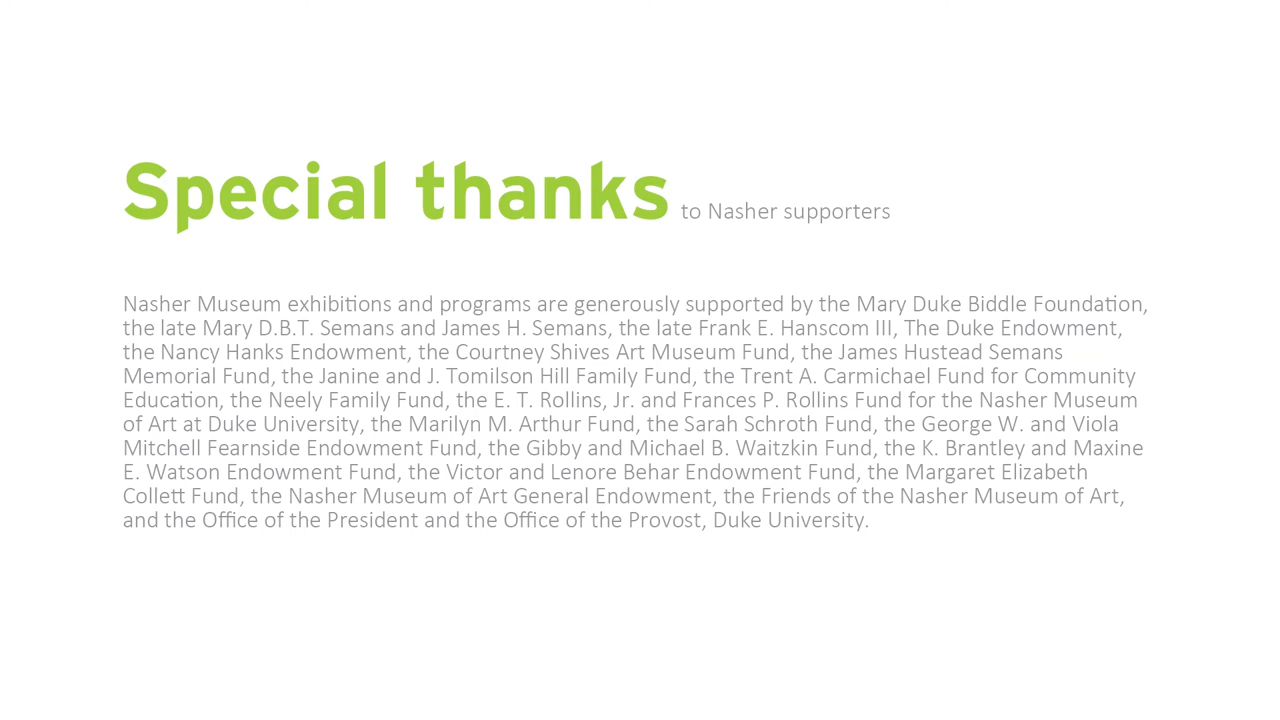 Special thanks to Nasher supporters
Nasher Museum exhibitions and programs are generously supported by the Mary Duke Biddle Foundation,
the late Mary D.B.T. Semans and James H. Semans, the late Frank E. Hanscom III, The Duke Endowment,
the Nancy Hanks Endowment, the Courtney Shives Art Museum Fund, the James Hustead Semans
Memorial Fund, the Janine and J. Tomilson Hill Family Fund, the Trent A. Carmichael Fund for Community
Education, the Neely Family Fund, the E. T. Rollins, Jr. and Frances P. Rollins Fund for the Nasher Museum
of Art at Duke University, the Marilyn M. Arthur Fund, the Sarah Schroth Fund, the George W. and Viola
Mitchell Fearnside Endowment Fund, the Gibby and Michael B. Waitzkin Fund, the K. Brantley and Maxine
E. Watson Endowment Fund, the Victor and Lenore Behar Endowment Fund, the Margaret Elizabeth
Collett Fund, the Nasher Museum of Art General Endowment, the Friends of the Nasher Museum of Art,
and the Office of the President and the Office of the Provost, Duke University.